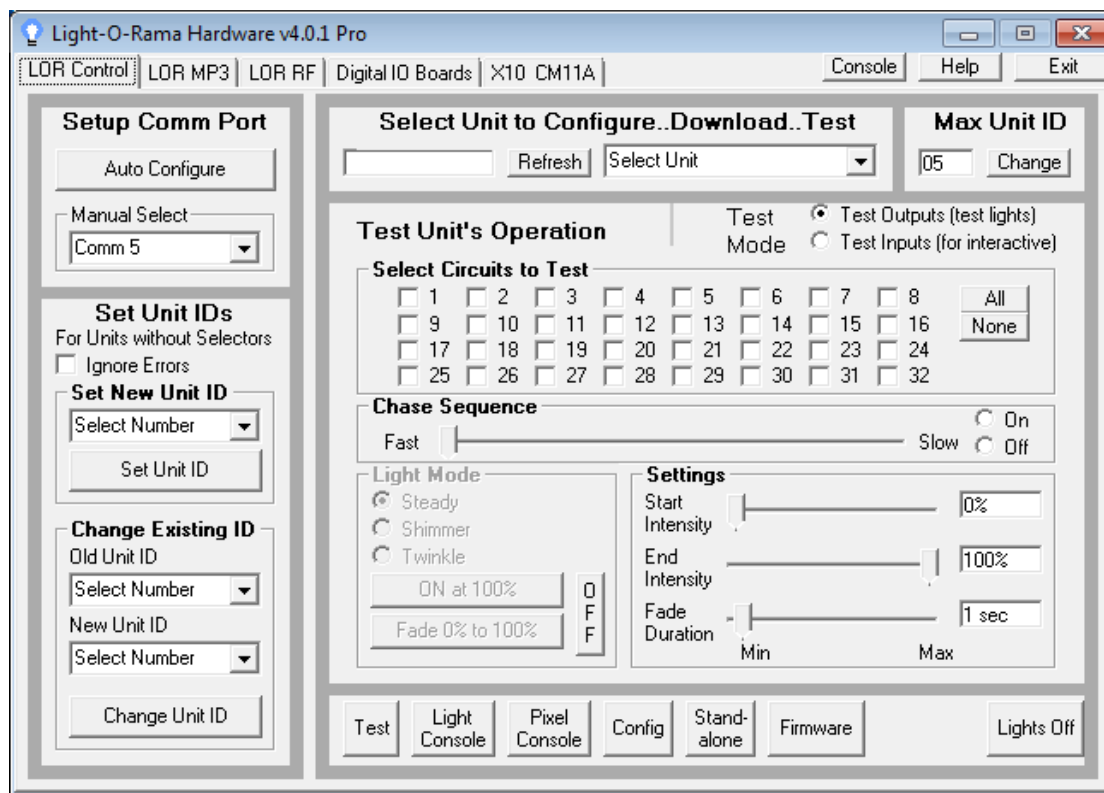 Light-O-Rama Hardware v4.0.1 Pro
LOR Control LOR MP3 LOR RF Digital IO Boards X10 CM11A Console Help Exit
Setup Comm Port
Auto Configure
Manual Select
Comm 5
Set Unit IDs
For Units without Selectors
Ignore Errors
Set New Unit ID
Select Number
Set Unit ID
Change Existing ID
Old Unit ID
Select Number
New Unit ID
Select Number
Change Unit ID
Select Unit to Configure..Download..Test
Refresh Select Unit
Max Unit ID
05 Change
Test Unit's Operation
Test
Mode
Test Outputs (test lights)
Test Inputs (for interactive)
Select Circuits to Test
1 2 3 4 5 6 7 8 All
9 10 11 12 13 14 15 16 None
17 18 19 20 21 22 23 24
25 26 27 28 29 30 31 32
Chase Sequence
Fast Slow
On
Off
Light Mode
Steady
Shimmer
Twinkle
ON at 100%
Fade 0% to 100%
O
F
F
Settings
Start
Intensity
0%
End
Intensity
100%
Fade
Duration
1 sec
Min Max
Test
Light
Console
Pixel
Console
Config
Stand-
alone
Firmware
Lights Off